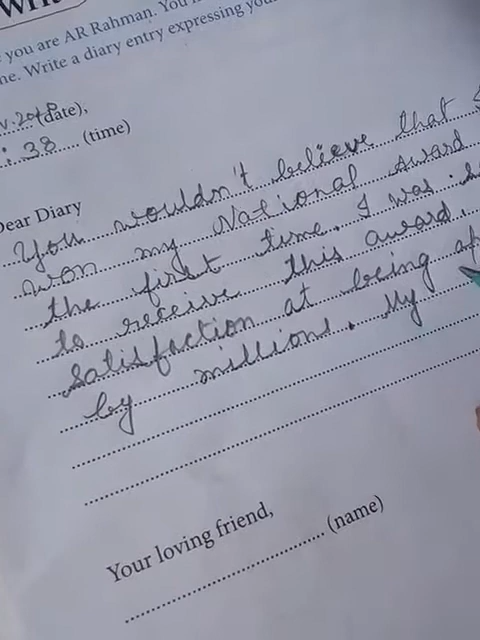 you are AR Rahman. You
ne. Write a diary entry expressing you
v.2018 (date),
: 38 (time)
Dear Diary
You wouldn't believe that I
won my National Award
the first time. I was
to receive this award.
Satisfaction at being
by millions. My
Your loving friend,
(name)